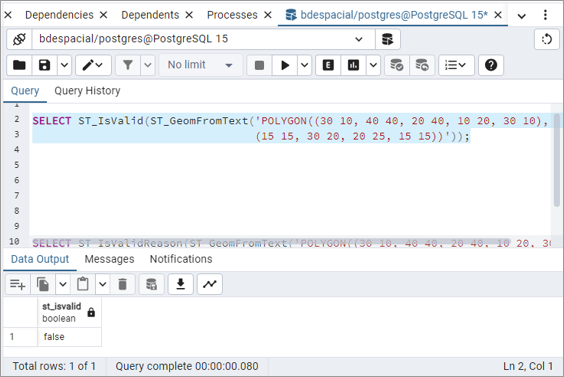 Dependencies Dependents Processes bdespacial/postgres@PostgreSQL 15*
bdespacial/postgres@PostgreSQL 15
No limit E
Query Query History
1
2 SELECT ST_IsValid(ST_GeomFromText('POLYGON((30 10, 40 40, 20 40, 10 20, 30 10),
3 (15 15, 30 20, 20 25, 15 15))'));
4
5
6
7
8
9
10 SELECT ST_IsValidReason(ST_GeomFromText('POLYGON((30 10, 40 40, 20 40, 10 20, 30
Data Output Messages Notifications
st_isvalid
boolean
1 false
Total rows: 1 of 1 Query complete 00:00:00.080 Ln 2, Col 1